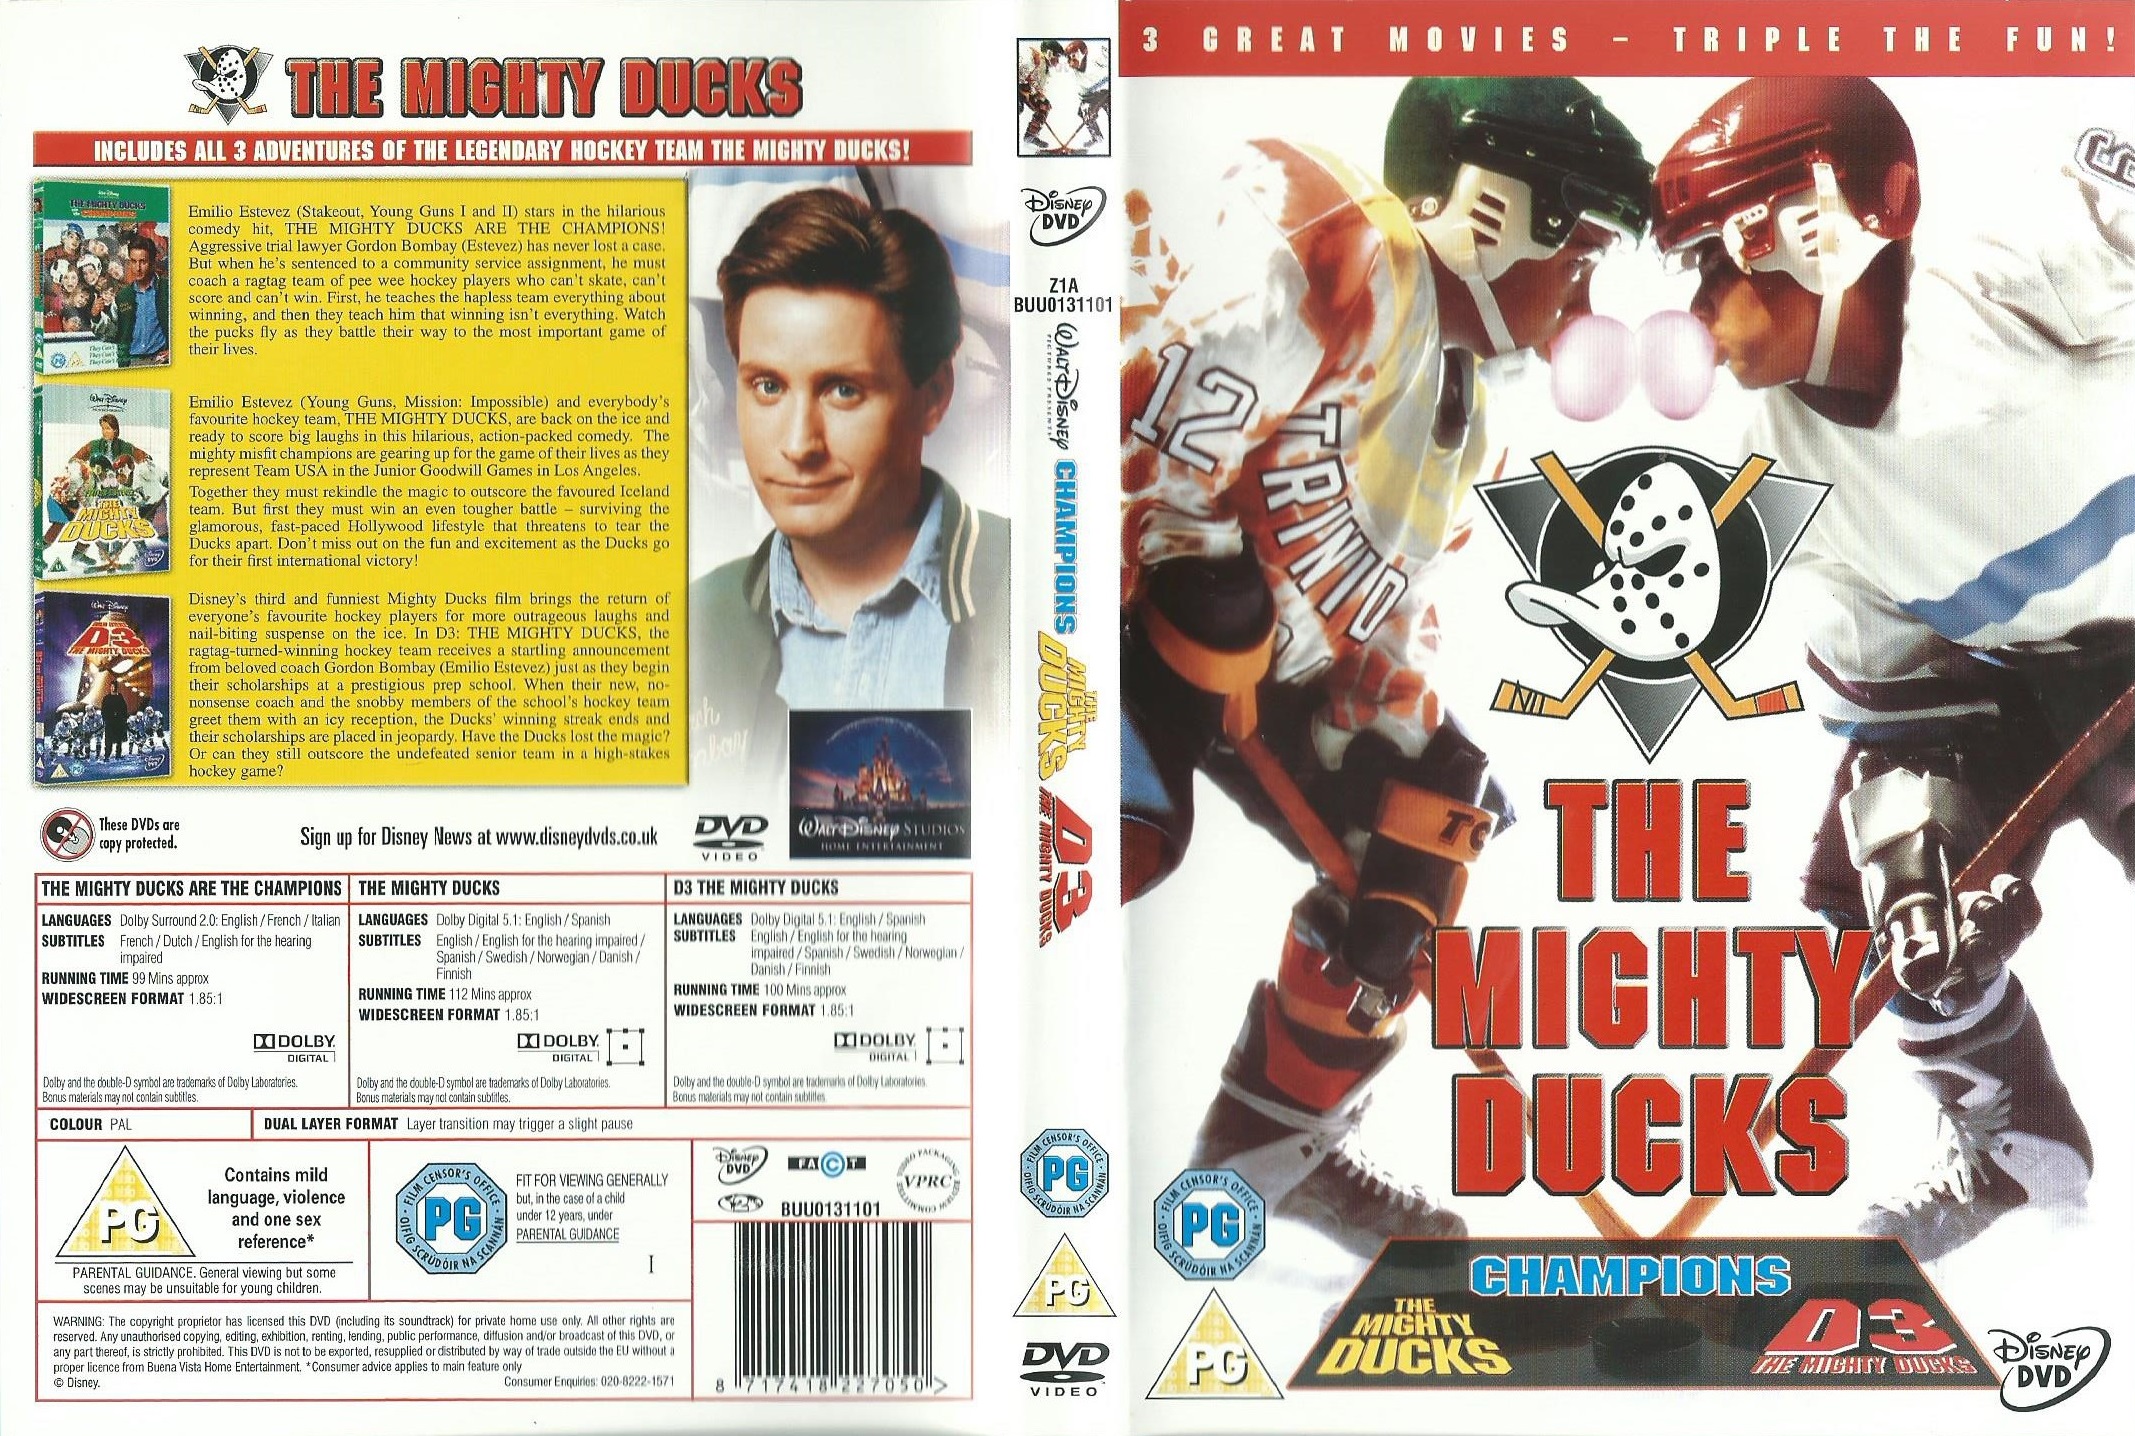 THE MIGHTY DUCKS
INCLUDES ALL 3 ADVENTURES OF THE LEGENDARY HOCKEY TEAM THE MIGHTY DUCKS!
Emilio Estevez (Stakeout, Young Guns I and II) stars in the hilarious
comedy hit, THE MIGHTY DUCKS ARE THE CHAMPIONS!
Aggressive trial lawyer Gordon Bombay (Estevez) has never lost a case.
But when he's sentenced to a community service assignment, he must
coach a ragtag team of pee wee hockey players who can't skate, can't
score and can't win. First, he teaches the hapless team everything about
winning, and then they teach him that winning isn't everything. Watch
the pucks fly as they battle their way to the most important game of
their lives.
Emilio Estevez (Young Guns, Mission: Impossible) and everybody's
favourite hockey team, THE MIGHTY DUCKS, are back on the ice and
ready to score big laughs in this hilarious, action-packed comedy. The
mighty misfit champions are gearing up for the game of their lives as they
represent Team USA in the Junior Goodwill Games in Los Angeles.
Together they must rekindle the magic to outscore the favoured Iceland
team. But first they must win an even tougher battle – surviving the
glamorous, fast-paced Hollywood lifestyle that threatens to tear the
Ducks apart. Don't miss out on the fun and excitement as the Ducks go
for their first international victory!
Disney's third and funniest Mighty Ducks film brings the return of
everyone's favourite hockey players for more outrageous laughs and
nail-biting suspense on the ice. In D3: THE MIGHTY DUCKS, the
ragtag-turned-winning hockey team receives a startling announcement
from beloved coach Gordon Bombay (Emilio Estevez) just as they begin
their scholarships at a prestigious prep school. When their new, no-
nonsense coach and the snobby members of the school's hockey team
greet them with an icy reception, the Ducks' winning streak ends and
their scholarships are placed in jeopardy. Have the Ducks lost the magic?
Or can they still outscore the undefeated senior team in a high-stakes
hockey game?
These DVDs are
copy protected.
Sign up for Disney News at www.disneydvds.co.uk
DVD
VIDEO
WALT DISNEY STUDIOS
HOME ENTERTAINMENT
THE MIGHTY DUCKS ARE THE CHAMPIONS
LANGUAGES Dolby Surround 2.0: English / French / Italian
SUBTITLES French / Dutch / English for the hearing
impaired
RUNNING TIME 99 Mins approx
WIDESCREEN FORMAT 1.85:1
DOLBY
DIGITAL
Dolby and the double-D symbol are trademarks of Dolby Laboratories.
Bonus materials may not contain subtitles.
THE MIGHTY DUCKS
LANGUAGES Dolby Digital 5.1: English / Spanish
SUBTITLES English / English for the hearing impaired /
Spanish / Swedish / Norwegian / Danish /
Finnish
RUNNING TIME 112 Mins approx
WIDESCREEN FORMAT 1.85:1
DOLBY
DIGITAL
Dolby and the double-D symbol are trademarks of Dolby Laboratories.
Bonus materials may not contain subtitles.
D3 THE MIGHTY DUCKS
LANGUAGES Dolby Digital 5.1: English / Spanish
SUBTITLES English / English for the hearing
impaired / Spanish / Swedish / Norwegian /
Danish / Finnish
RUNNING TIME 100 Mins approx
WIDESCREEN FORMAT 1.85:1
DOLBY
DIGITAL
Dolby and the double-D symbol are trademarks of Dolby Laboratories.
Bonus materials may not contain subtitles.
COLOUR PAL
DUAL LAYER FORMAT Layer transition may trigger a slight pause
PG
Contains mild
language, violence
and one sex
reference*
PARENTAL GUIDANCE. General viewing but some
scenes may be unsuitable for young children.
FILM CENSOR'S OFFICE
PG
OIFIG SCRÚDÓIR NA SCANNÁN
FIT FOR VIEWING GENERALLY
but, in the case of a child
under 12 years, under
PARENTAL GUIDANCE
I
DISNEY
DVD
FACT
VPRC
BUU0131101
WARNING: The copyright proprietor has licensed this DVD (including its soundtrack) for private home use only. All other rights are
reserved. Any unauthorised copying, editing, exhibition, renting, lending, public performance, diffusion and/or broadcast of this DVD, or
any part thereof, is strictly prohibited. This DVD is not to be exported, resupplied or distributed by way of trade outside the EU without a
proper licence from Buena Vista Home Entertainment. *Consumer advice applies to main feature only
© Disney.
Consumer Enquiries: 020-8222-1571
8 717418 227050 >
DISNEY
DVD
Z1A
BUU0131101
WALT DISNEY
PICTURES PRESENTS
CHAMPIONS
THE MIGHTY DUCKS
D3
THE MIGHTY DUCKS
FILM CENSOR'S OFFICE
PG
OIFIG SCRÚDÓIR NA SCANNÁN
PG
DVD
VIDEO
3 GREAT MOVIES – TRIPLE THE FUN!
12
TRINID
THE
MIGHTY
DUCKS
FILM CENSOR'S OFFICE
PG
OIFIG SCRÚDÓIR NA SCANNÁN
PG
CHAMPIONS
THE
MIGHTY
DUCKS
D3
THE MIGHTY DUCKS
DISNEY
DVD